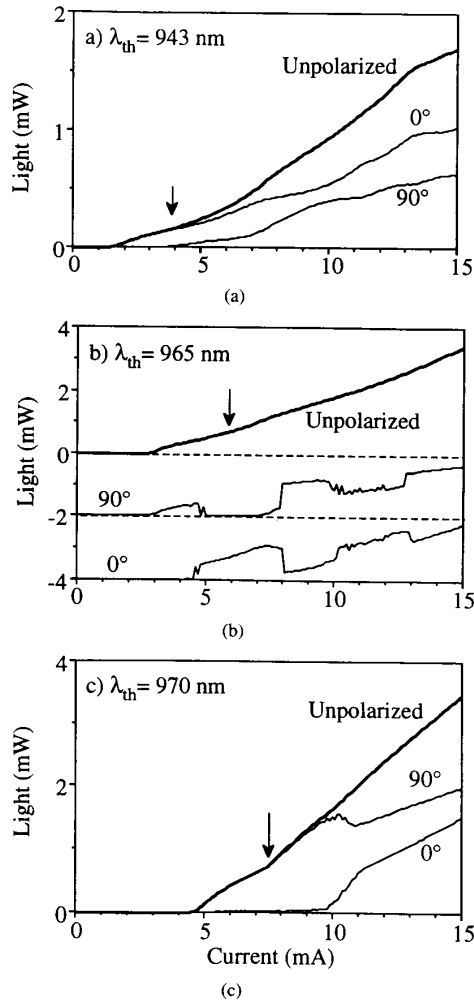 2
a) λth = 943 nm
Unpolarized
0°
90°
1
0
Light (mW)
0 5 10 15
(a)
4
b) λth = 965 nm
2
Unpolarized
0
90°
-2
0°
-4
Light (mW)
0 5 10 15
(b)
4
c) λth = 970 nm
Unpolarized
90°
2
0°
0
Light (mW)
0 5 10 15
Current (mA)
(c)